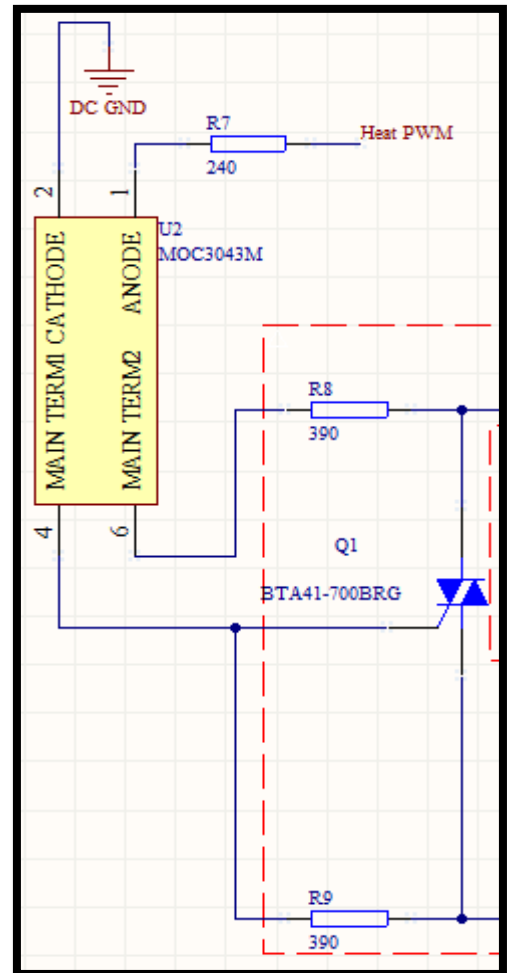 DC GND
R7
Heat PWM
240
2
1
U2
MOC3043M
CATHODE
ANODE
MAIN TERM1
MAIN TERM2
R8
390
4
6
Q1
BTA41-700BRG
R9
390